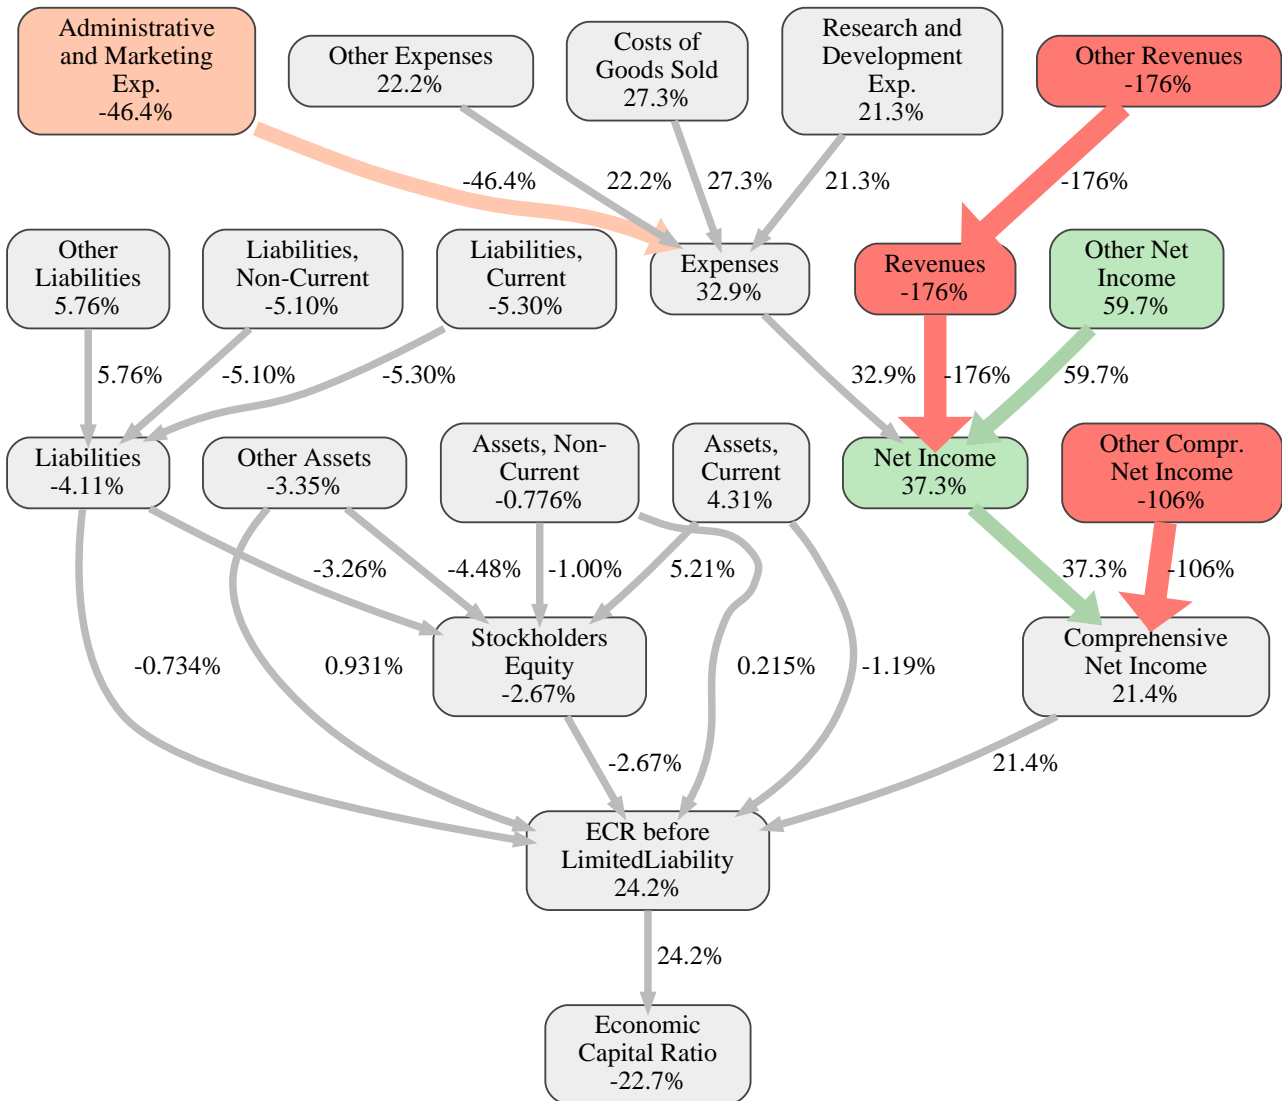 Administrative
and Marketing
Exp.
-46.4%
Other Expenses
22.2%
Costs of
Goods Sold
27.3%
Research and
Development
Exp.
21.3%
Other Revenues
-176%
-46.4%
22.2%
27.3%
21.3%
-176%
Other
Liabilities
5.76%
Liabilities,
Non-Current
-5.10%
Liabilities,
Current
-5.30%
Expenses
32.9%
Revenues
-176%
Other Net
Income
59.7%
5.76%
-5.10%
-5.30%
32.9%
-176%
59.7%
Liabilities
-4.11%
Other Assets
-3.35%
Assets, Non-
Current
-0.776%
Assets,
Current
4.31%
Net Income
37.3%
Other Compr.
Net Income
-106%
-3.26%
-4.48%
-1.00%
5.21%
37.3%
-106%
-0.734%
0.931%
Stockholders
Equity
-2.67%
0.215%
-1.19%
Comprehensive
Net Income
21.4%
-2.67%
21.4%
ECR before
LimitedLiability
24.2%
24.2%
Economic
Capital Ratio
-22.7%